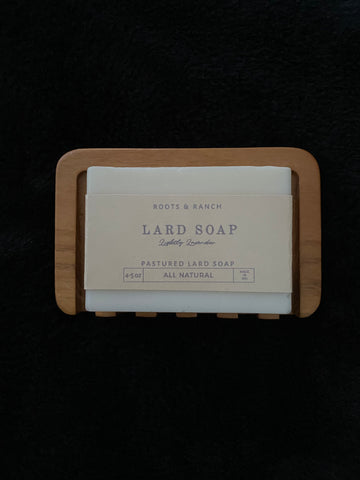 ROOTS & RANCH
LARD SOAP
Lightly Lavender
PASTURED LARD SOAP
4-5 oz ALL NATURAL